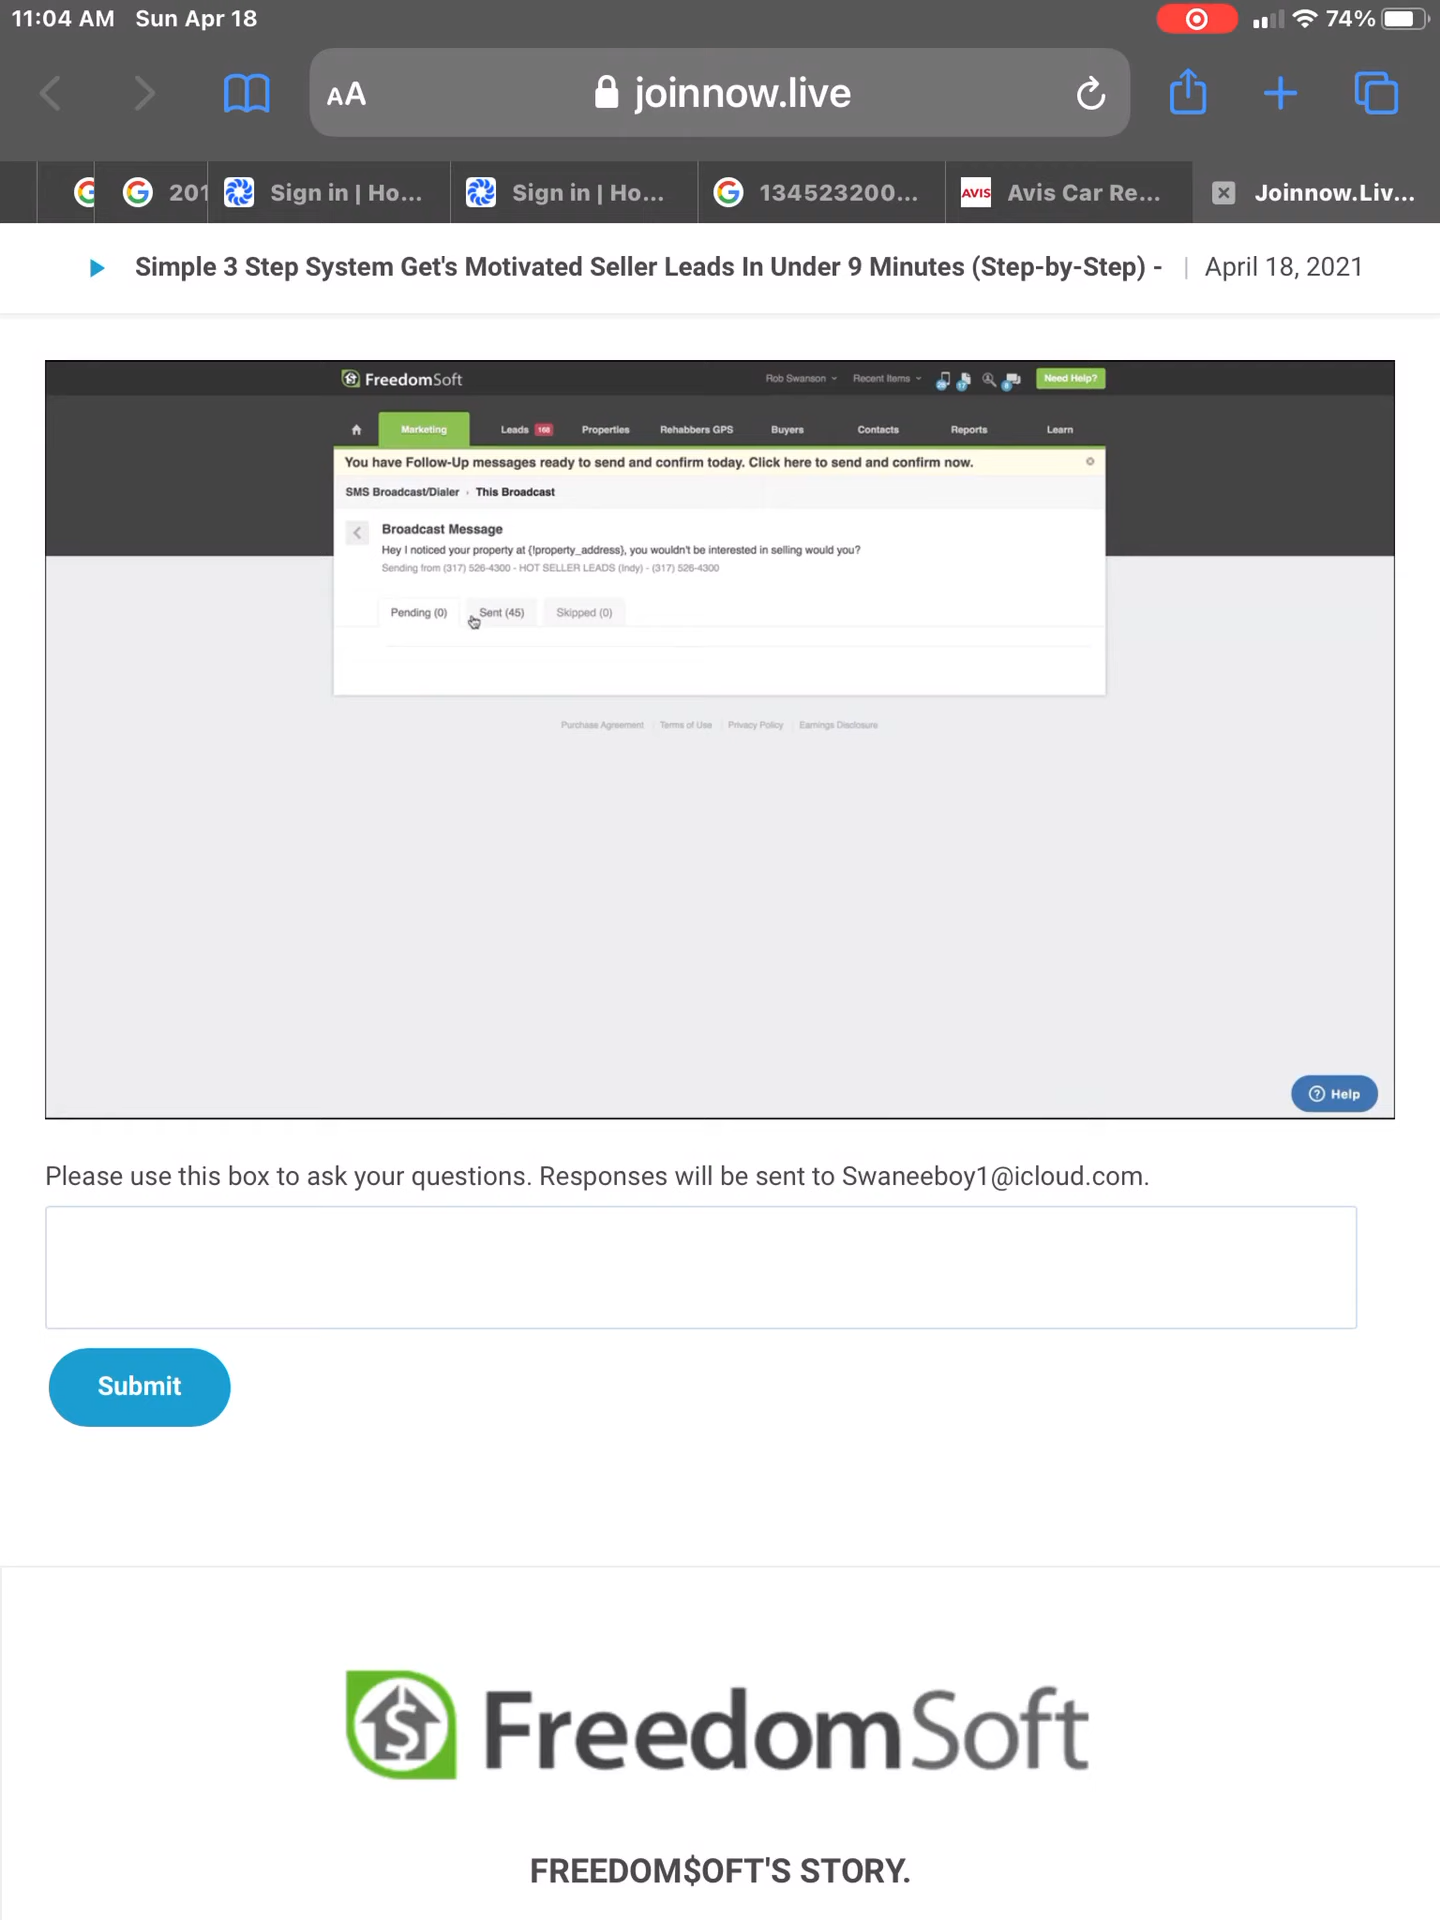 11:04 AM Sun Apr 18 74%
AA joinnow.live
201 Sign in | Ho... Sign in | Ho... 134523200... AVIS Avis Car Re... Joinnow.Liv...
Simple 3 Step System Get's Motivated Seller Leads In Under 9 Minutes (Step-by-Step) - | April 18, 2021
FreedomSoft Rob Swanson Recent Items Need Help?
Marketing Leads 168 Properties Rehabbers GPS Buyers Contacts Reports Learn
You have Follow-Up messages ready to send and confirm today. Click here to send and confirm now.
SMS Broadcast/Dialer › This Broadcast
Broadcast Message
Hey I noticed your property at {!property_address}, you wouldn't be interested in selling would you?
Sending from (317) 526-4300 - HOT SELLER LEADS (Indy) - (317) 526-4300
Pending (0) Sent (45) Skipped (0)
Purchase Agreement Terms of Use Privacy Policy Earnings Disclosure
Help
Please use this box to ask your questions. Responses will be sent to Swaneeboy1@icloud.com.
Submit
FreedomSoft
FREEDOM$OFT'S STORY.